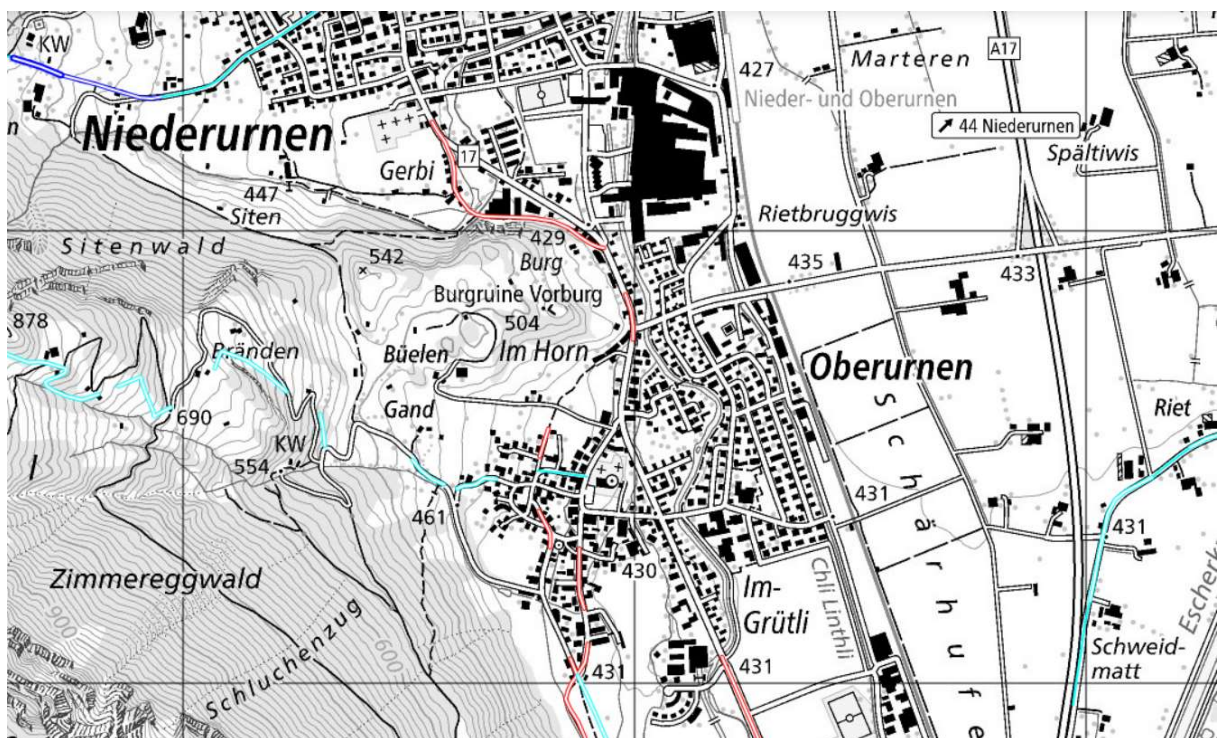 KW
Niederurnen
Gerbi
17
447
Siten
Sitenwald
542
429
Burg
Burgruine Vorburg
504
Im Horn
878
Bränden
Büelen
Gand
690
KW
554
461
Zimmereggwald
900
Schluchenzug
600
431
430
Im-
Grütli
431
427
Marteren
Nieder- und Oberurnen
A17
44 Niederurnen
Spältiwis
Rietbruggwis
435
433
Oberurnen
Schärhufe
Riet
431
431
Chli Linthli
Schweid-
matt